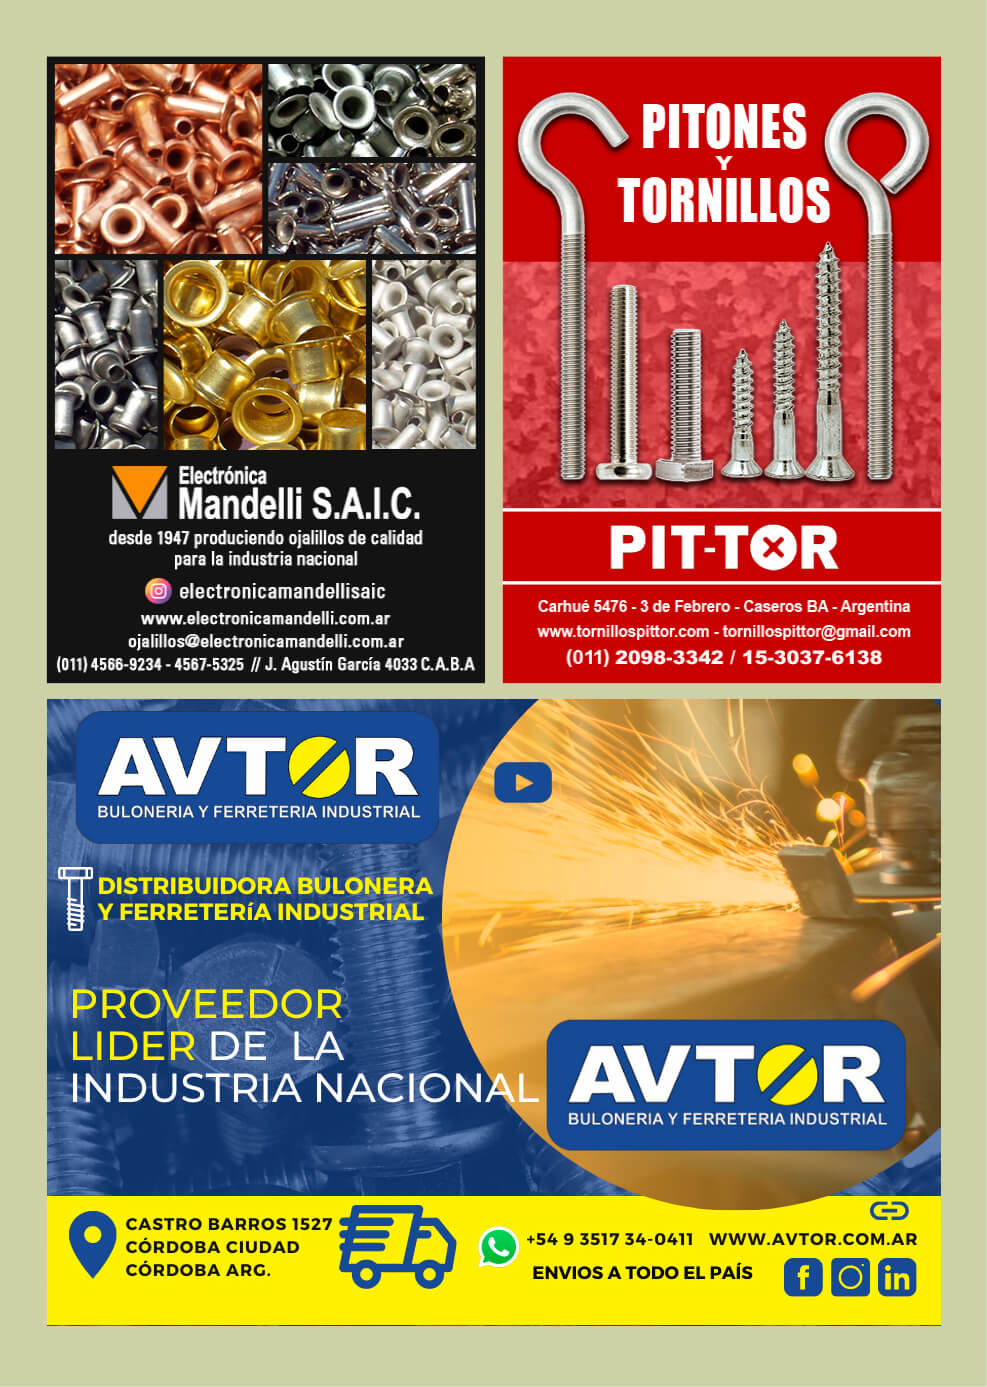 Electrónica
Mandelli S.A.I.C.
desde 1947 produciendo ojalillos de calidad
para la industria nacional
electronicamandellisaic
www.electronicamandelli.com.ar
ojalillos@electronicamandelli.com.ar
(011) 4566-9234 - 4567-5325 // J. Agustín García 4033 C.A.B.A
PITONES
Y
TORNILLOS
PIT-TOR
Carhué 5476 - 3 de Febrero - Caseros BA - Argentina
www.tornillospittor.com - tornillospittor@gmail.com
(011) 2098-3342 / 15-3037-6138
AVTOR
BULONERIA Y FERRETERIA INDUSTRIAL
DISTRIBUIDORA BULONERA
Y FERRETERíA INDUSTRIAL
PROVEEDOR
LIDER DE LA
INDUSTRIA NACIONAL
AVTOR
BULONERIA Y FERRETERIA INDUSTRIAL
CASTRO BARROS 1527
CÓRDOBA CIUDAD
CÓRDOBA ARG.
+54 9 3517 34-0411 WWW.AVTOR.COM.AR
ENVIOS A TODO EL PAÍS